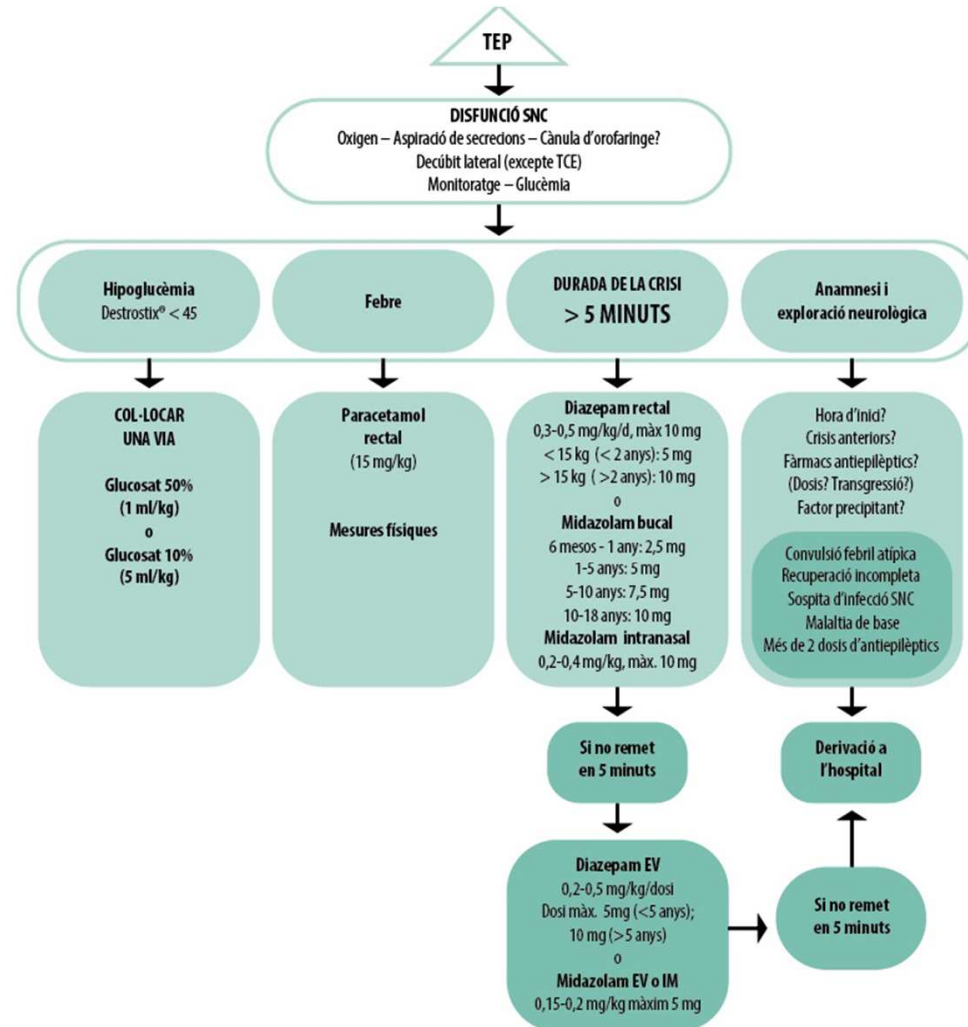 TEP
DISFUNCIÓ SNC
Oxigen – Aspiració de secrecions – Cànula d'orofaringe?
Decúbit lateral (excepte TCE)
Monitoratge – Glucèmia
Hipoglucèmia
Destrostix® < 45
Febre
DURADA DE LA CRISI
> 5 MINUTS
Anamnesi i
exploració neurològica
COL·LOCAR
UNA VIA
Glucosat 50%
(1 ml/kg)
o
Glucosat 10%
(5 ml/kg)
Paracetamol
rectal
(15 mg/kg)
Mesures físiques
Diazepam rectal
0,3-0,5 mg/kg/d, màx 10 mg
< 15 kg (< 2 anys): 5 mg
> 15 kg ( >2 anys): 10 mg
o
Midazolam bucal
6 mesos - 1 any: 2,5 mg
1-5 anys: 5 mg
5-10 anys: 7,5 mg
10-18 anys: 10 mg
Midazolam intranasal
0,2-0,4 mg/kg, màx. 10 mg
Hora d'inici?
Crisis anteriors?
Fàrmacs antiepilèptics?
(Dosis? Transgressió?)
Factor precipitant?
Convulsió febril atípica
Recuperació incompleta
Sospita d'infecció SNC
Malaltia de base
Més de 2 dosis d'antiepilèptics
Si no remet
en 5 minuts
Derivació a
l'hospital
Diazepam EV
0,2-0,5 mg/kg/dosi
Dosi màx. 5mg (<5 anys);
10 mg (>5 anys)
o
Midazolam EV o IM
0,15-0,2 mg/kg màxim 5 mg
Si no remet
en 5 minuts